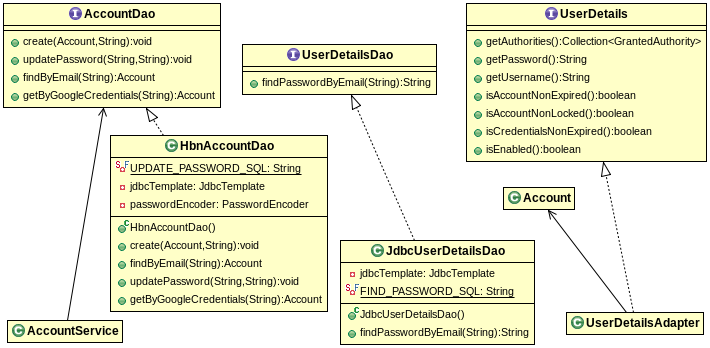 AccountDao
create(Account,String):void
updatePassword(String,String):void
findByEmail(String):Account
getByGoogleCredentials(String):Account
HbnAccountDao
UPDATE_PASSWORD_SQL: String
jdbcTemplate: JdbcTemplate
passwordEncoder: PasswordEncoder
HbnAccountDao()
create(Account,String):void
findByEmail(String):Account
updatePassword(String,String):void
getByGoogleCredentials(String):Account
AccountService
UserDetailsDao
findPasswordByEmail(String):String
JdbcUserDetailsDao
jdbcTemplate: JdbcTemplate
FIND_PASSWORD_SQL: String
JdbcUserDetailsDao()
findPasswordByEmail(String):String
UserDetails
getAuthorities():Collection<GrantedAuthority>
getPassword():String
getUsername():String
isAccountNonExpired():boolean
isAccountNonLocked():boolean
isCredentialsNonExpired():boolean
isEnabled():boolean
Account
UserDetailsAdapter